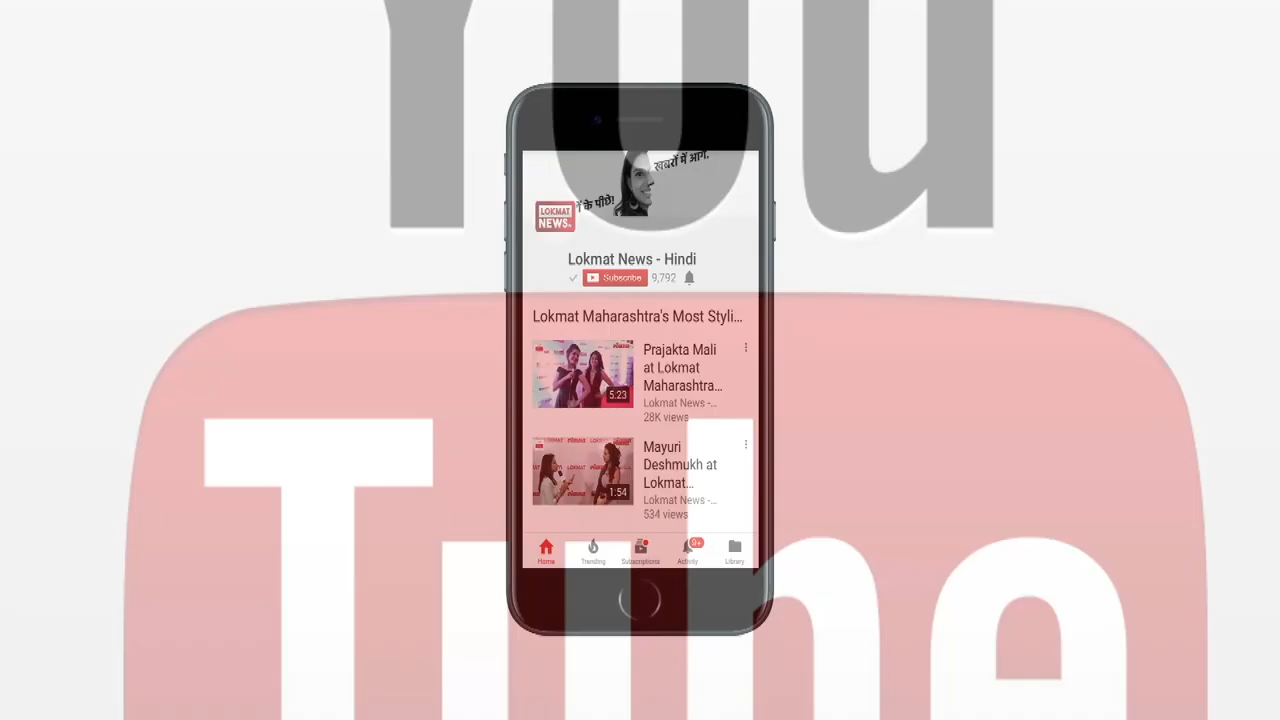 You
Tube
खबरों में आगे,
में के पीछे!
LOKMAT
NEWS
Lokmat News - Hindi
Subscribe 9,792
Lokmat Maharashtra's Most Styli...
Prajakta Mali
at Lokmat
Maharashtra...
Lokmat News -...
28K views
5:23
Mayuri
Deshmukh at
Lokmat...
Lokmat News -...
534 views
1:54
9+
Home Trending Subscriptions Activity Library